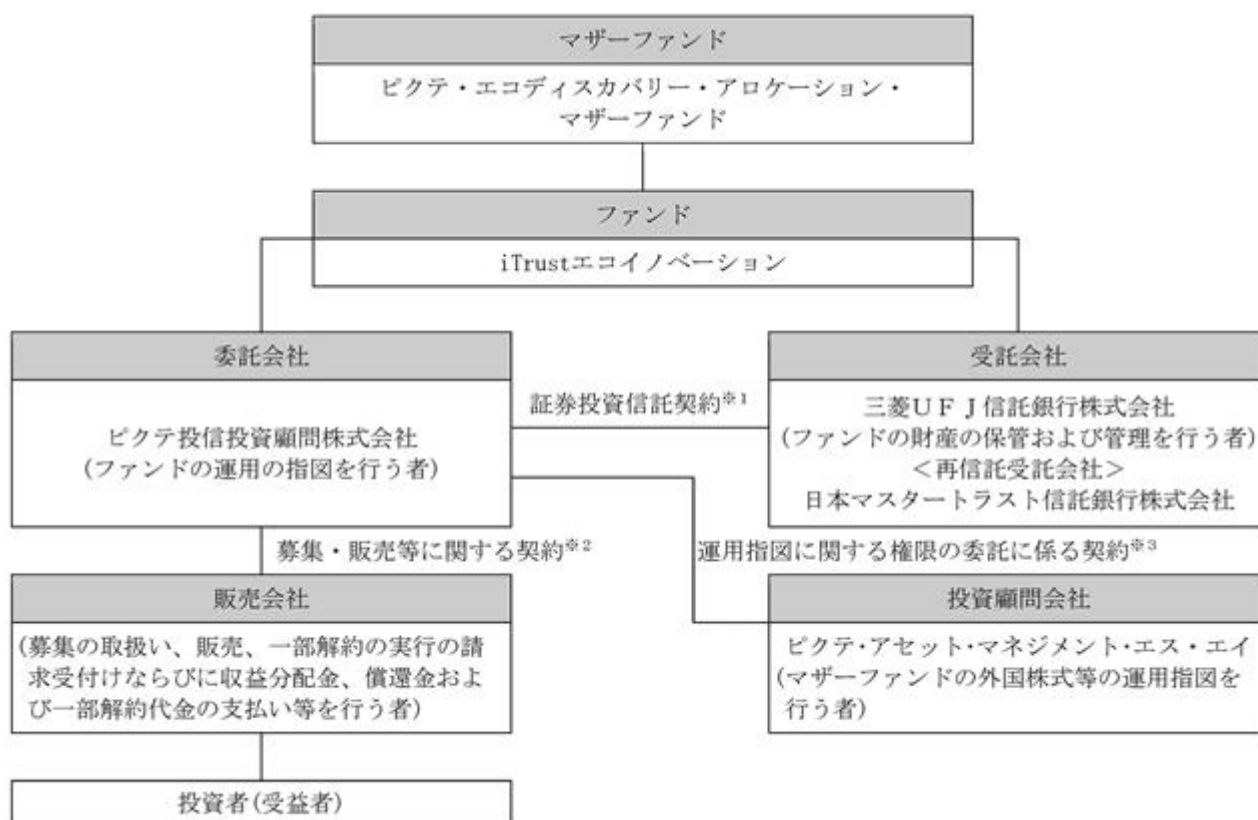 マザーファンド
ピクテ・エコディスカバリー・アロケーション・
マザーファンド
ファンド
iTrustエコイノベーション
委託会社
ピクテ投信投資顧問株式会社
(ファンドの運用の指図を行う者)
証券投資信託契約※1
受託会社
三菱UFJ信託銀行株式会社
(ファンドの財産の保管および管理を行う者)
<再信託受託会社>
日本マスタートラスト信託銀行株式会社
募集・販売等に関する契約※2
運用指図に関する権限の委託に係る契約※3
販売会社
(募集の取扱い、販売、一部解約の実行の請
求受付けならびに収益分配金、償還金およ
び一部解約代金の支払い等を行う者)
投資顧問会社
ピクテ・アセット・マネジメント・エス・エイ
(マザーファンドの外国株式等の運用指図を
行う者)
投資者(受益者)